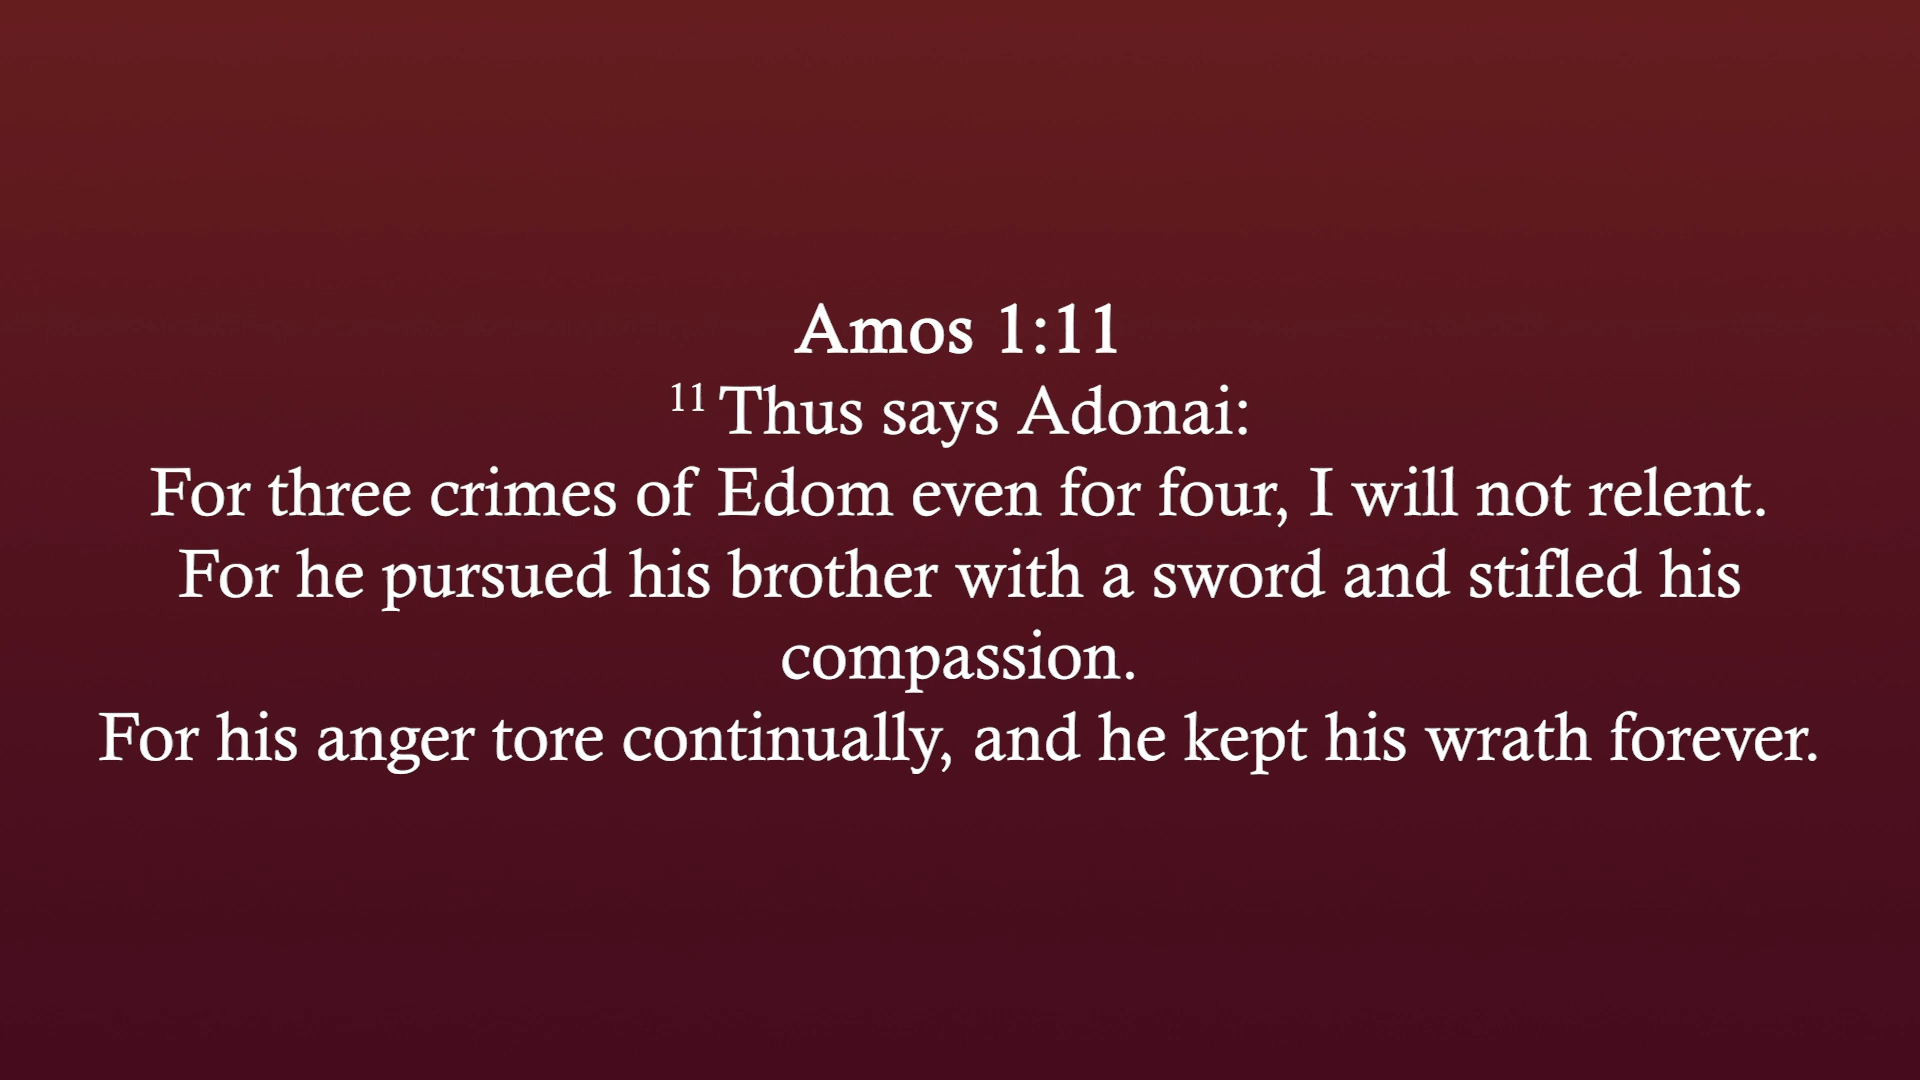 Amos 1:11
11 Thus says Adonai:
For three crimes of Edom even for four, I will not relent.
For he pursued his brother with a sword and stifled his
compassion.
For his anger tore continually, and he kept his wrath forever.